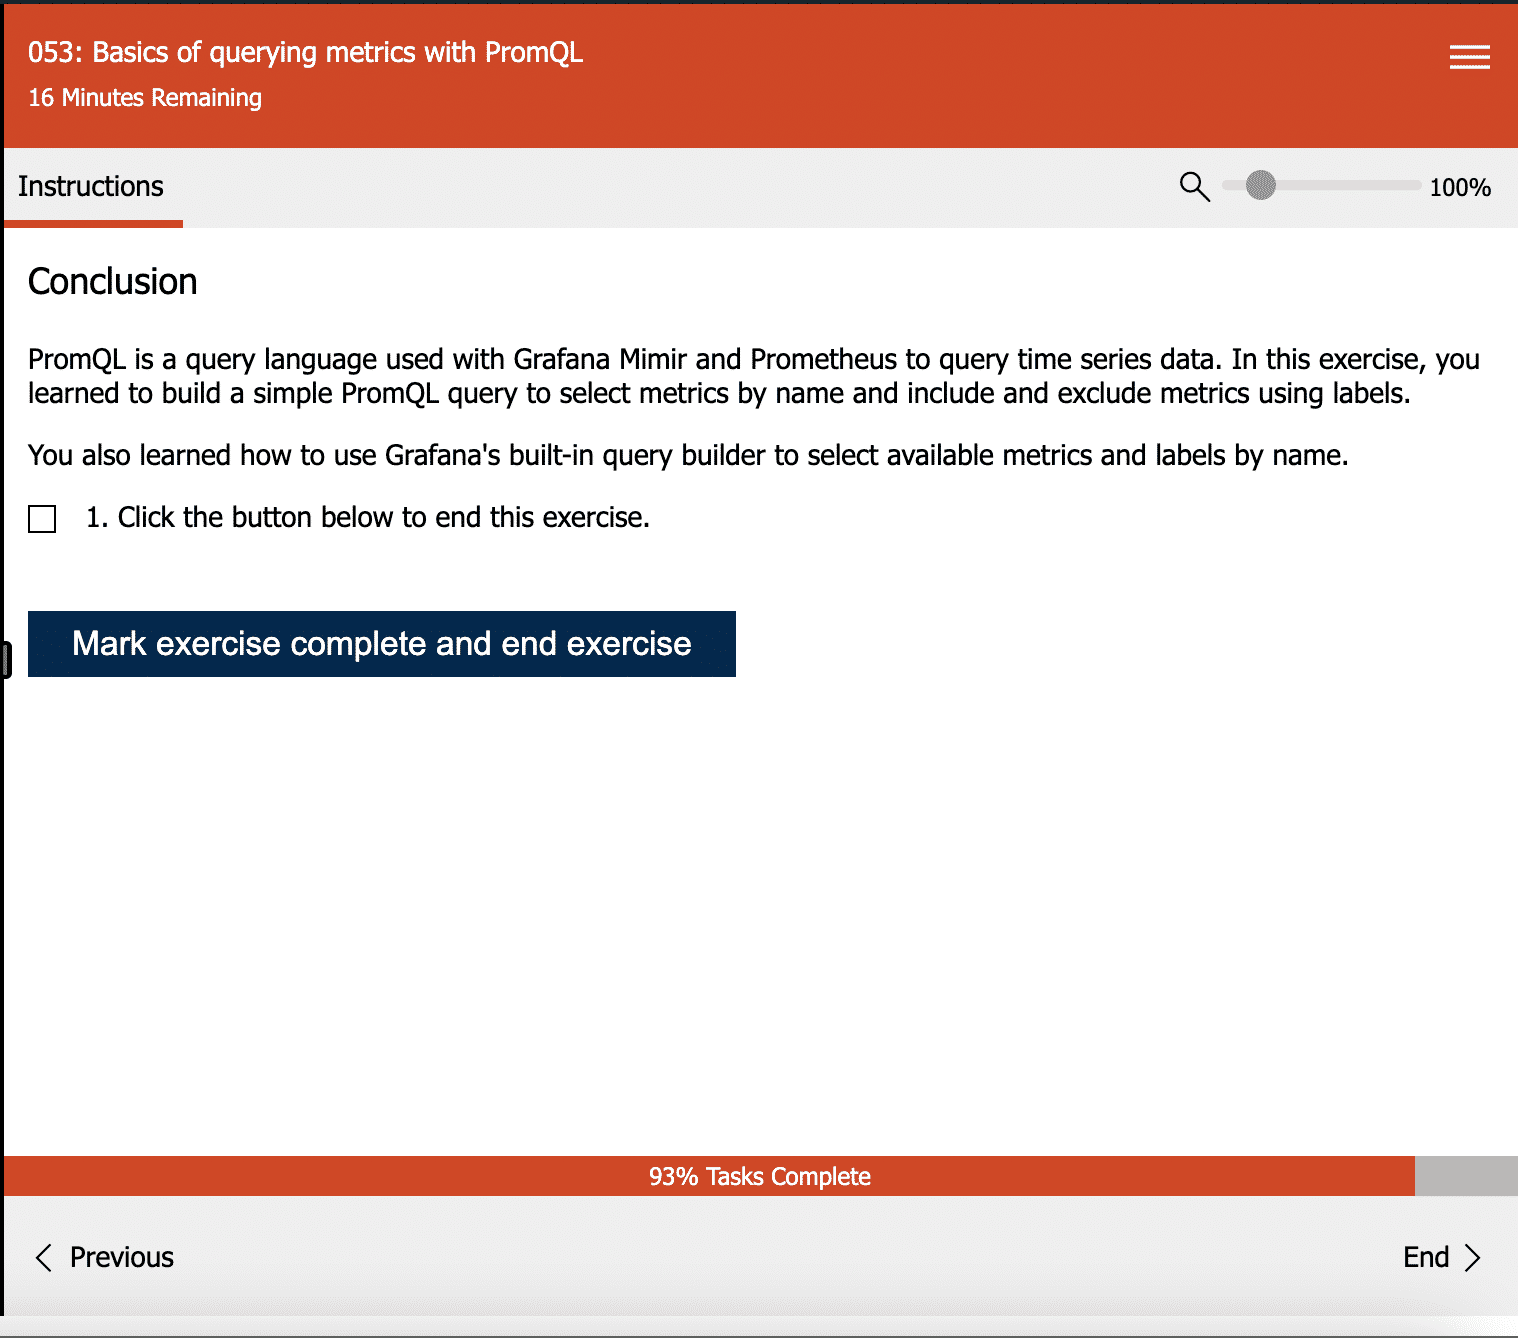 053: Basics of querying metrics with PromQL
16 Minutes Remaining
Instructions
100%
Conclusion
PromQL is a query language used with Grafana Mimir and Prometheus to query time series data. In this exercise, you
learned to build a simple PromQL query to select metrics by name and include and exclude metrics using labels.
You also learned how to use Grafana's built-in query builder to select available metrics and labels by name.
1. Click the button below to end this exercise.
Mark exercise complete and end exercise
93% Tasks Complete
Previous
End